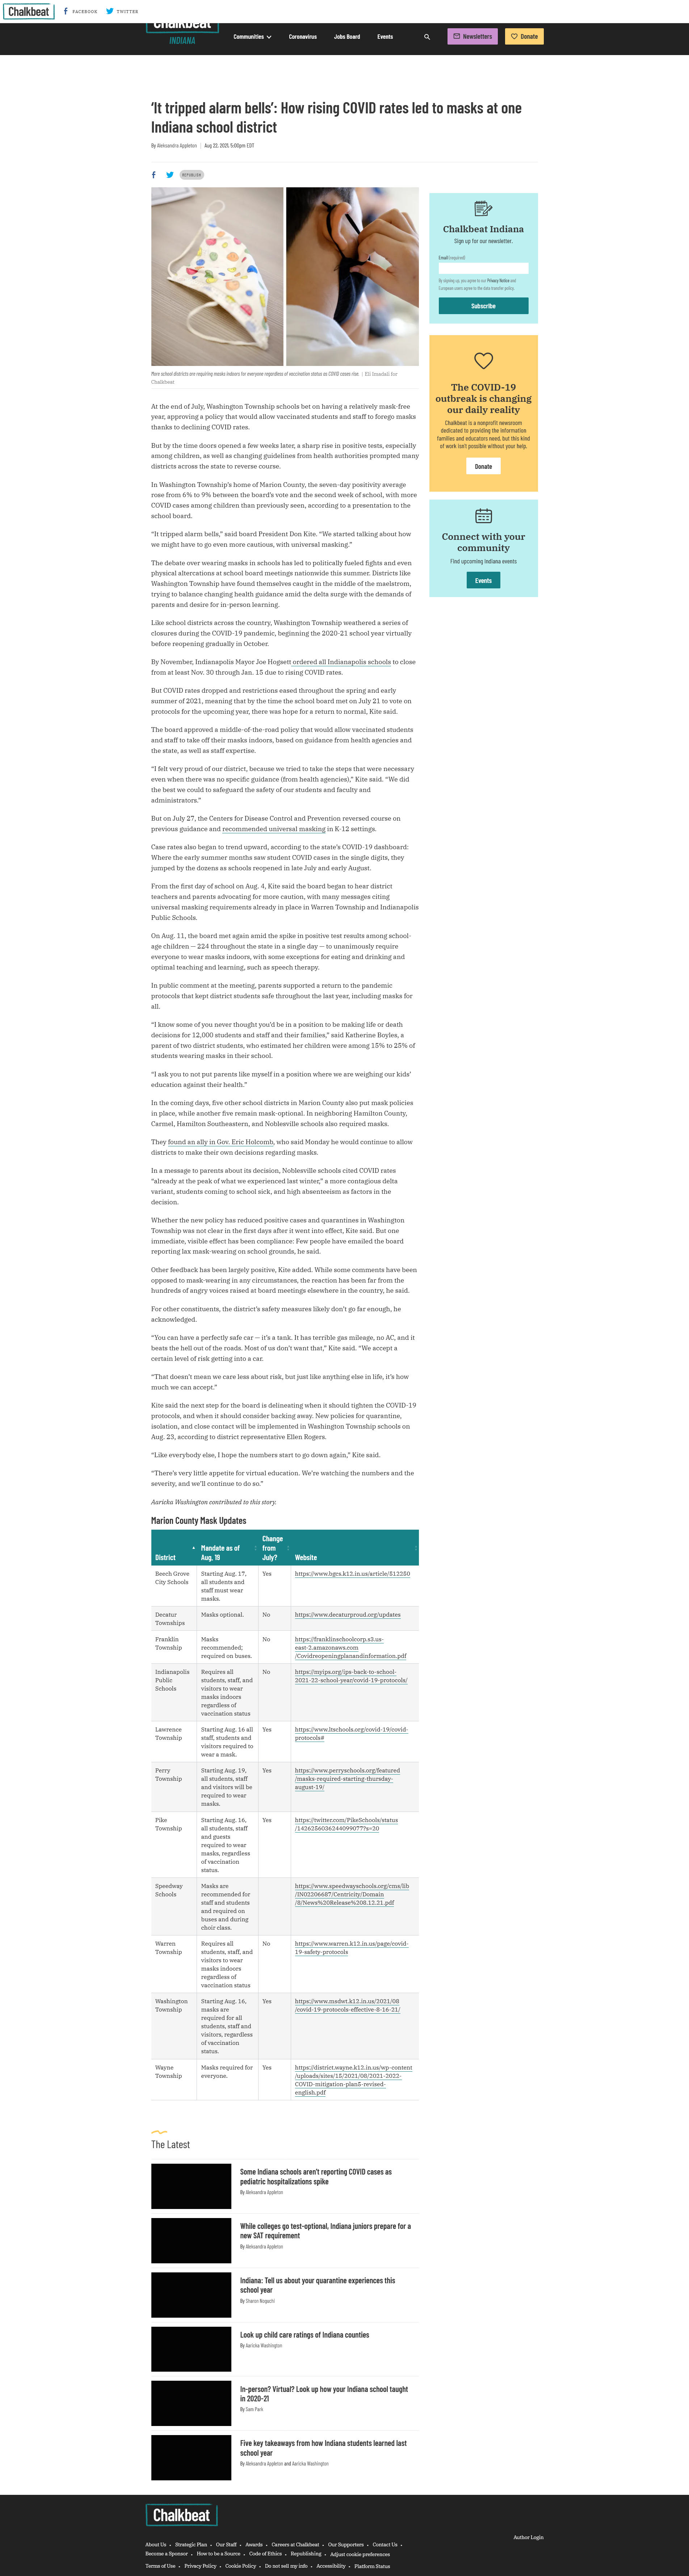 Chalkbeat
FACEBOOK
TWITTER
Chalkbeat
INDIANA
Communities
Coronavirus
Jobs Board
Events
Newsletters
Donate
‘It tripped alarm bells’: How rising COVID rates led to masks at one
Indiana school district
By Aleksandra Appleton | Aug 23, 2021, 5:00pm EDT
REPUBLISH
More school districts are requiring masks indoors for everyone regardless of vaccination status as COVID cases rise. | Eli Imadali for
Chalkbeat
At the end of July, Washington Township schools bet on having a relatively mask-free
year, approving a policy that would allow vaccinated students and staff to forego masks
thanks to declining COVID rates.
But by the time doors opened a few weeks later, a sharp rise in positive tests, especially
among children, as well as changing guidelines from health authorities prompted many
districts across the state to reverse course.
In Washington Township’s home of Marion County, the seven-day positivity average
rose from 6% to 9% between the board’s vote and the second week of school, with more
COVID cases among children than previously seen, according to a presentation to the
school board.
“It tripped alarm bells,” said board President Don Kite. “We started talking about how
we might have to go even more cautious, with universal masking.”
The debate over wearing masks in schools has led to politically fueled fights and even
physical altercations at school board meetings nationwide this summer. Districts like
Washington Township have found themselves caught in the middle of the maelstrom,
trying to balance changing health guidance amid the delta surge with the demands of
parents and desire for in-person learning.
Like school districts across the country, Washington Township weathered a series of
closures during the COVID-19 pandemic, beginning the 2020-21 school year virtually
before reopening gradually in October.
By November, Indianapolis Mayor Joe Hogsett ordered all Indianapolis schools to close
from at least Nov. 30 through Jan. 15 due to rising COVID rates.
But COVID rates dropped and restrictions eased throughout the spring and early
summer of 2021, meaning that by the time the school board met on July 21 to vote on
protocols for the upcoming year, there was hope for a return to normal, Kite said.
The board approved a middle-of-the-road policy that would allow vaccinated students
and staff to take off their masks indoors, based on guidance from health agencies and
the state, as well as staff expertise.
“I felt very proud of our district, because we tried to take the steps that were necessary
even when there was no specific guidance (from health agencies),” Kite said. “We did
the best we could to safeguard the safety of our students and faculty and
administrators.”
But on July 27, the Centers for Disease Control and Prevention reversed course on
previous guidance and recommended universal masking in K-12 settings.
Case rates also began to trend upward, according to the state’s COVID-19 dashboard:
Where the early summer months saw student COVID cases in the single digits, they
jumped by the dozens as schools reopened in late July and early August.
From the first day of school on Aug. 4, Kite said the board began to hear district
teachers and parents advocating for more caution, with many messages citing
universal masking requirements already in place in Warren Township and Indianapolis
Public Schools.
On Aug. 11, the board met again amid the spike in positive test results among school-
age children — 224 throughout the state in a single day — to unanimously require
everyone to wear masks indoors, with some exceptions for eating and drinking and
optimal teaching and learning, such as speech therapy.
In public comment at the meeting, parents supported a return to the pandemic
protocols that kept district students safe throughout the last year, including masks for
all.
“I know some of you never thought you’d be in a position to be making life or death
decisions for 12,000 students and staff and their families,” said Katherine Boyles, a
parent of two district students, who estimated her children were among 15% to 25% of
students wearing masks in their school.
“I ask you to not put parents like myself in a position where we are weighing our kids’
education against their health.”
In the coming days, five other school districts in Marion County also put mask policies
in place, while another five remain mask-optional. In neighboring Hamilton County,
Carmel, Hamilton Southeastern, and Noblesville schools also required masks.
They found an ally in Gov. Eric Holcomb, who said Monday he would continue to allow
districts to make their own decisions regarding masks.
In a message to parents about its decision, Noblesville schools cited COVID rates
“already at the peak of what we experienced last winter,” a more contagious delta
variant, students coming to school sick, and high absenteeism factors in the
decision.
Whether the new policy has reduced positive cases and quarantines in Washington
Township was not clear in the first days after it went into effect, Kite said. But one
immediate, visible effect has been compliance: Few people have emailed the board
reporting lax mask-wearing on school grounds, he said.
Other feedback has been largely positive, Kite added. While some comments have been
opposed to mask-wearing in any circumstances, the reaction has been far from the
hundreds of angry voices raised at board meetings elsewhere in the country, he said.
For other constituents, the district’s safety measures likely don’t go far enough, he
acknowledged.
“You can have a perfectly safe car — it’s a tank. It has terrible gas mileage, no AC, and it
beats the hell out of the roads. Most of us don’t want that,” Kite said. “We accept a
certain level of risk getting into a car.
“That doesn’t mean we care less about risk, but just like anything else in life, it’s how
much we can accept.”
Kite said the next step for the board is delineating when it should tighten the COVID-19
protocols, and when it should consider backing away. New policies for quarantine,
isolation, and close contact will be implemented in Washington Township schools on
Aug. 23, according to district representative Ellen Rogers.
“Like everybody else, I hope the numbers start to go down again,” Kite said.
“There’s very little appetite for virtual education. We’re watching the numbers and the
severity, and we’ll continue to do so.”
Aaricka Washington contributed to this story.
Marion County Mask Updates
District | Mandate as of Aug. 19 | Change from July? | Website
Beech Grove City Schools | Starting Aug. 17, all students and staff must wear masks. | Yes | https://www.bgcs.k12.in.us/article/512250
Decatur Townships | Masks optional. | No | https://www.decaturproud.org/updates
Franklin Township | Masks recommended; required on buses. | No | https://franklinschoolcorp.s3.us-east-2.amazonaws.com/Covidreopeningplanandinformation.pdf
Indianapolis Public Schools | Requires all students, staff, and visitors to wear masks indoors regardless of vaccination status | No | https://myips.org/ips-back-to-school-2021-22-school-year/covid-19-protocols/
Lawrence Township | Starting Aug. 16 all staff, students and visitors required to wear a mask. | Yes | https://www.ltschools.org/covid-19/covid-protocols#
Perry Township | Starting Aug. 19, all students, staff and visitors will be required to wear masks. | Yes | https://www.perryschools.org/featured/masks-required-starting-thursday-august-19/
Pike Township | Starting Aug. 16, all students, staff and guests required to wear masks, regardless of vaccination status. | Yes | https://twitter.com/PikeSchools/status/1426256036244099077?s=20
Speedway Schools | Masks are recommended for staff and students and required on buses and during choir class. | Yes | https://www.speedwayschools.org/cms/lib/IN02206687/Centricity/Domain/8/News%20Release%208.12.21.pdf
Warren Township | Requires all students, staff, and visitors to wear masks indoors regardless of vaccination status | No | https://www.warren.k12.in.us/page/covid-19-safety-protocols
Washington Township | Starting Aug. 16, masks are required for all students, staff and visitors, regardless of vaccination status. | Yes | https://www.msdwt.k12.in.us/2021/08/covid-19-protocols-effective-8-16-21/
Wayne Township | Masks required for everyone. | Yes | https://district.wayne.k12.in.us/wp-content/uploads/sites/15/2021/08/2021-2022-COVID-mitigation-plan5-revised-english.pdf
Chalkbeat Indiana
Sign up for our newsletter.
Email (required)
By signing up, you agree to our Privacy Notice and
European users agree to the data transfer policy.
Subscribe
The COVID-19
outbreak is changing
our daily reality
Chalkbeat is a nonprofit newsroom
dedicated to providing the information
families and educators need, but this kind
of work isn’t possible without your help.
Donate
Connect with your
community
Find upcoming Indiana events
Events
The Latest
Some Indiana schools aren’t reporting COVID cases as
pediatric hospitalizations spike
By Aleksandra Appleton
While colleges go test-optional, Indiana juniors prepare for a
new SAT requirement
By Aleksandra Appleton
Indiana: Tell us about your quarantine experiences this
school year
By Sharon Noguchi
Look up child care ratings of Indiana counties
By Aaricka Washington
In-person? Virtual? Look up how your Indiana school taught
in 2020-21
By Sam Park
Five key takeaways from how Indiana students learned last
school year
By Aleksandra Appleton and Aaricka Washington
Chalkbeat
Author Login
About Us • Strategic Plan • Our Staff • Awards • Careers at Chalkbeat • Our Supporters • Contact Us •
Become a Sponsor • How to be a Source • Code of Ethics • Republishing • Adjust cookie preferences
Terms of Use • Privacy Policy • Cookie Policy • Do not sell my info • Accessibility • Platform Status